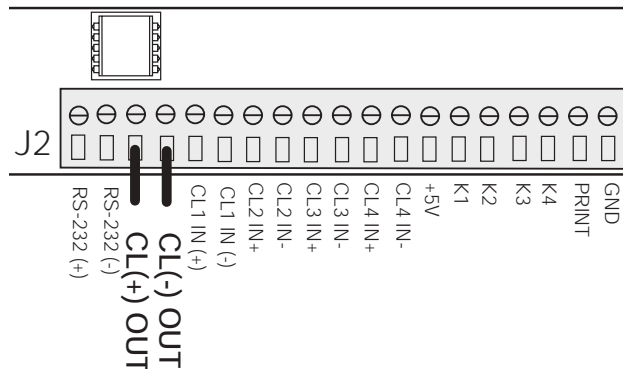 J2
RS-232 (+)
RS-232 (-)
CL(+) OUT
CL(-) OUT
CL1 IN (+)
CL1 IN (-)
CL2 IN+
CL2 IN-
CL3 IN+
CL3 IN-
CL4 IN+
CL4 IN-
+5V
K1
K2
K3
K4
PRINT
GND